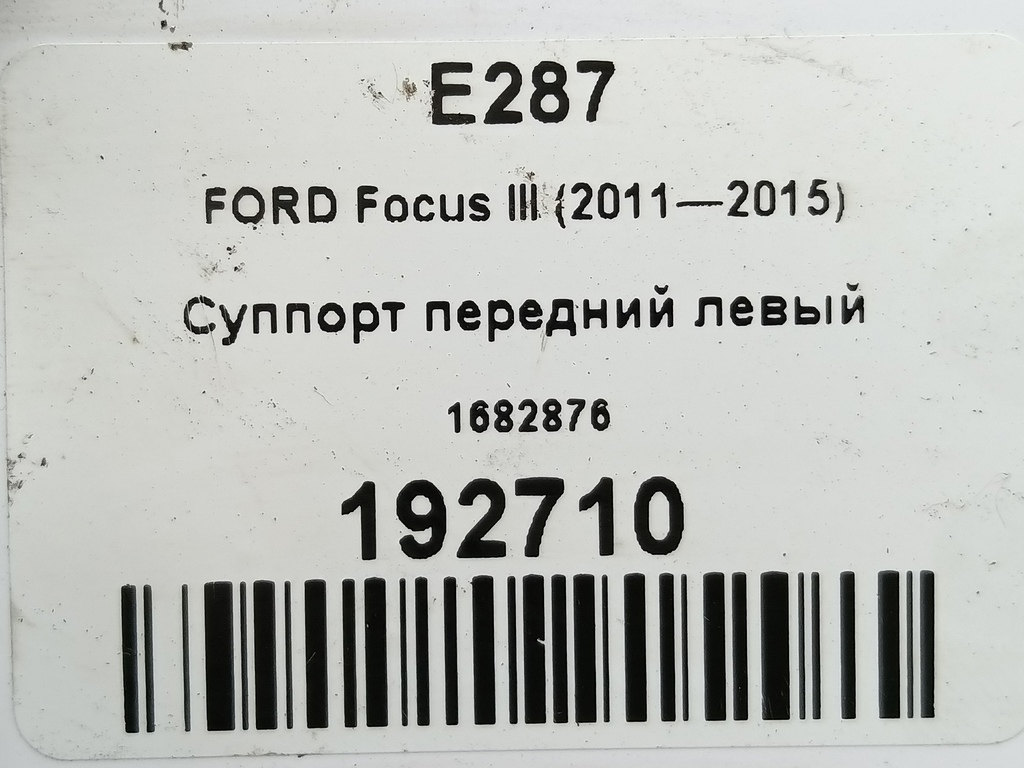 E287
FORD Focus III (2011—2015)
Суппорт передний левый
1682876
192710